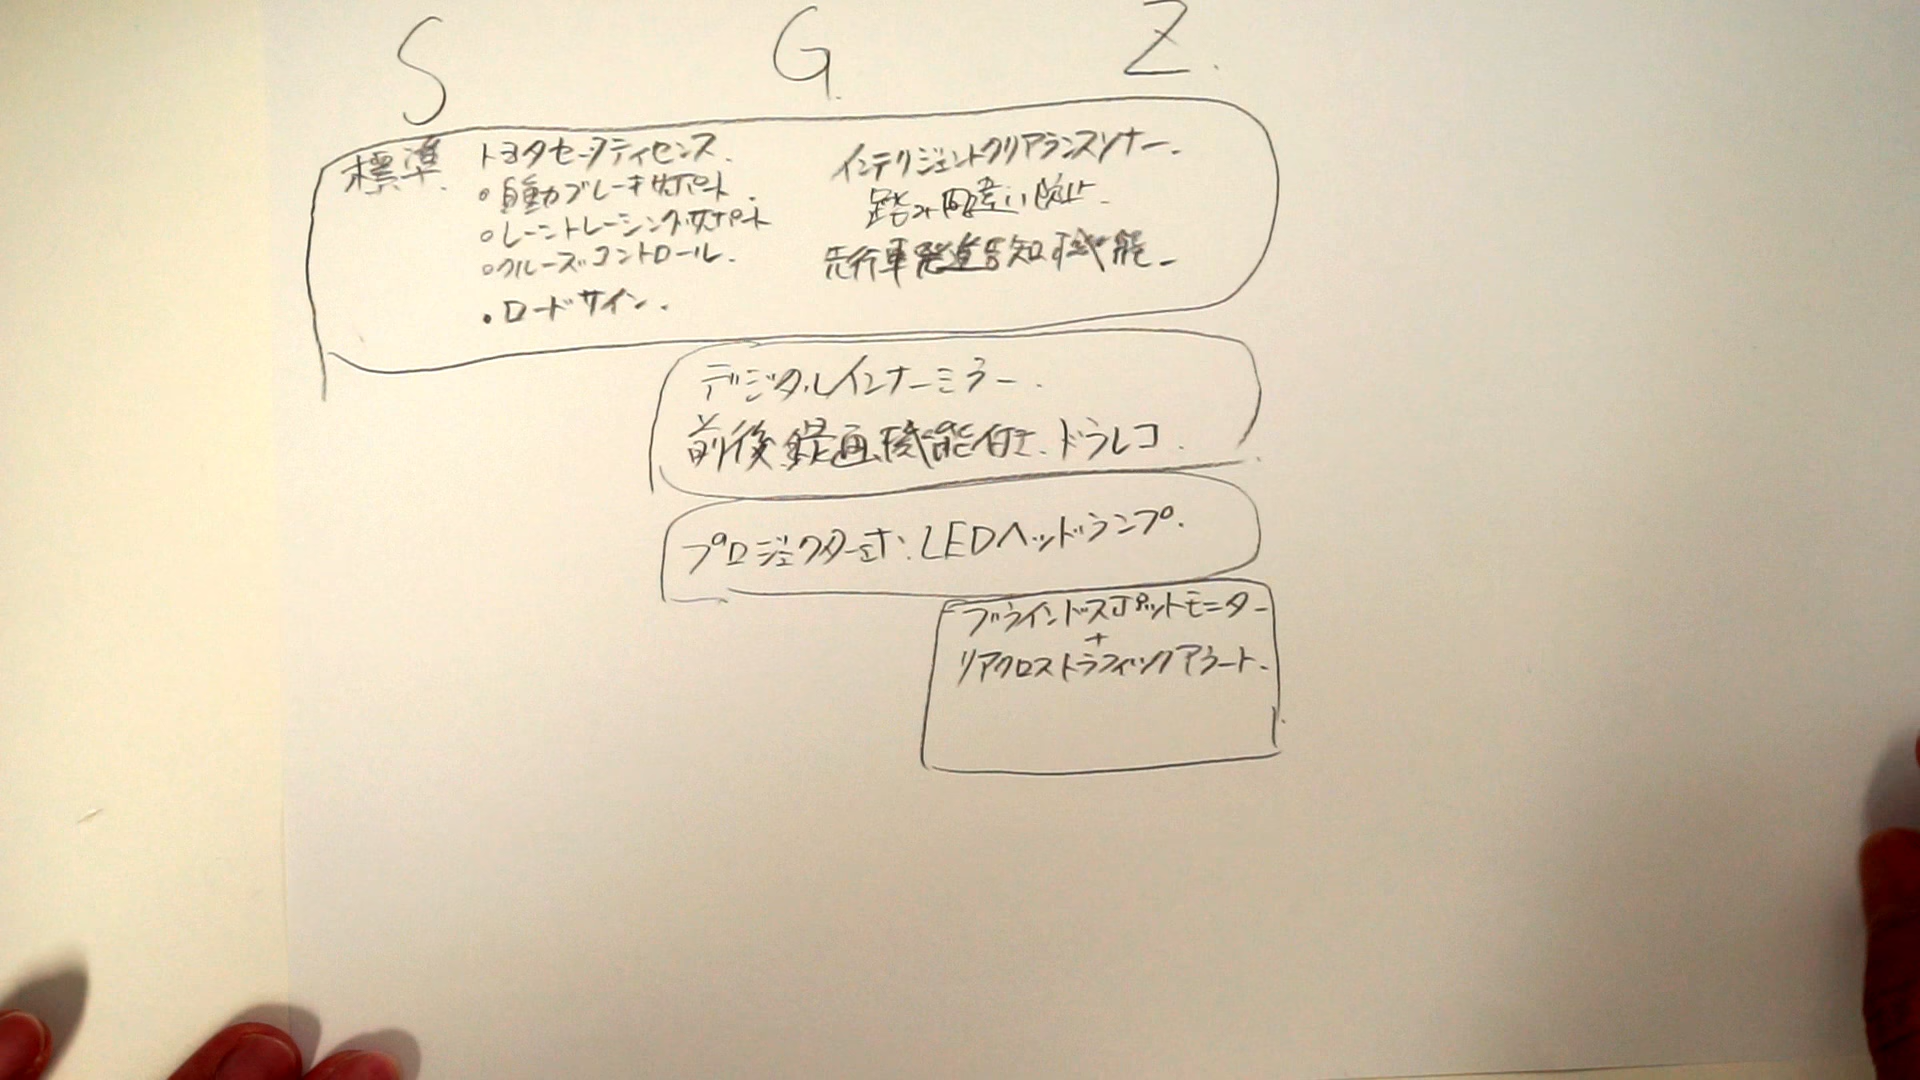 S G Z.
標準 トヨタセーフティセンス.
・自動ブレーキサポート.
・レーントレーシングサポート
・クルーズコントロール.
・ロードサイン.
インテリジェントクリアランスソナー.
踏み間違い防止.
先行車発進告知機能.
デジタルインナーミラー.
前後録画機能付き.ドラレコ.
プロジェクター式.LEDヘッドランプ.
ブラインドスポットモニター
+
リアクロストラフィックアラート.